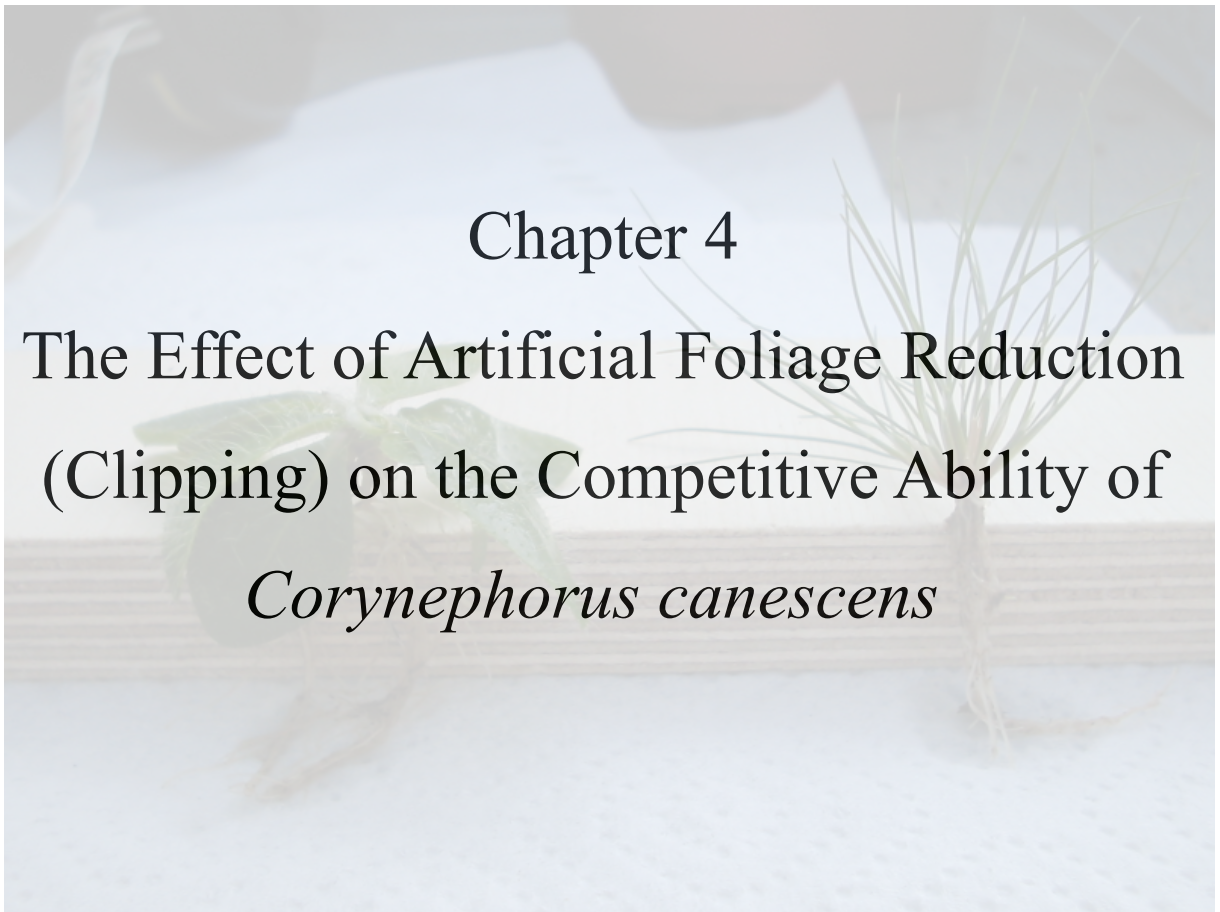 Chapter 4
The Effect of Artificial Foliage Reduction
(Clipping) on the Competitive Ability of
Corynephorus canescens